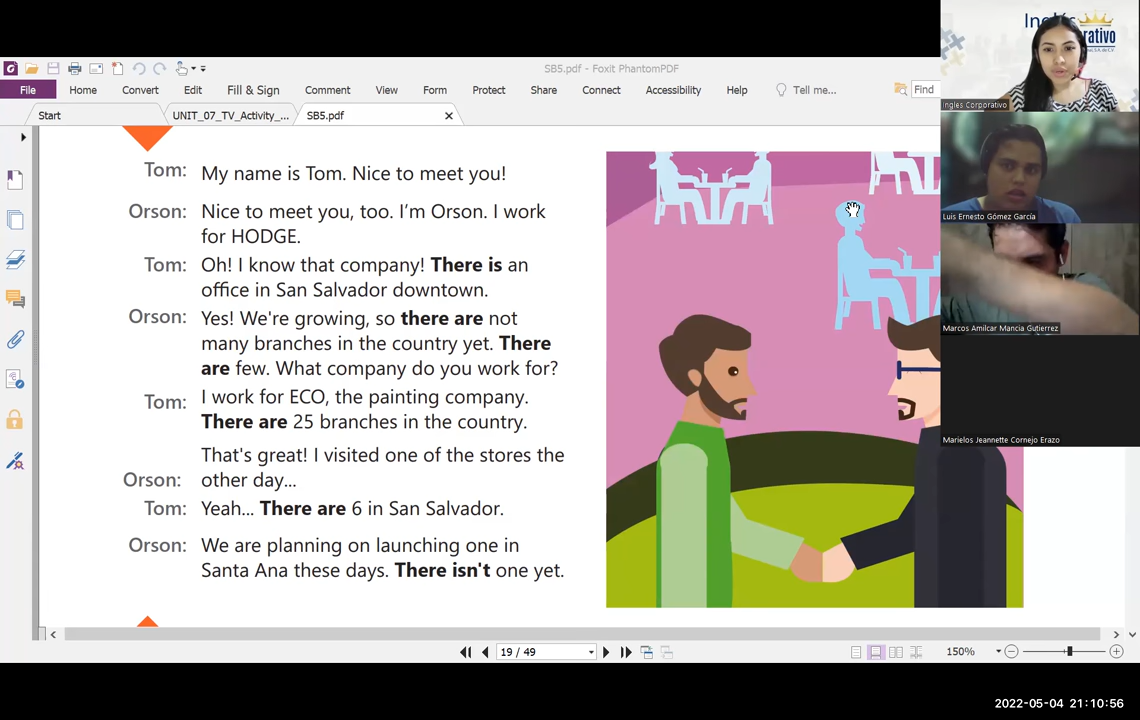 Inglés
rativo
nal, S.A. de C.V.
Ingles Corporativo
SB5.pdf - Foxit PhantomPDF
File Home Convert Edit Fill & Sign Comment View Form Protect Share Connect Accessibility Help Tell me... Find
Start UNIT_07_TV_Activity_... SB5.pdf
Luis Ernesto Gómez García
Marcos Amilcar Mancia Gutierrez
Marielos Jeannette Cornejo Erazo
Tom: My name is Tom. Nice to meet you!
Orson: Nice to meet you, too. I'm Orson. I work
for HODGE.
Tom: Oh! I know that company! There is an
office in San Salvador downtown.
Orson: Yes! We're growing, so there are not
many branches in the country yet. There
are few. What company do you work for?
Tom: I work for ECO, the painting company.
There are 25 branches in the country.
That's great! I visited one of the stores the
Orson: other day...
Tom: Yeah... There are 6 in San Salvador.
Orson: We are planning on launching one in
Santa Ana these days. There isn't one yet.
19 / 49
150%
2022-05-04 21:10:56